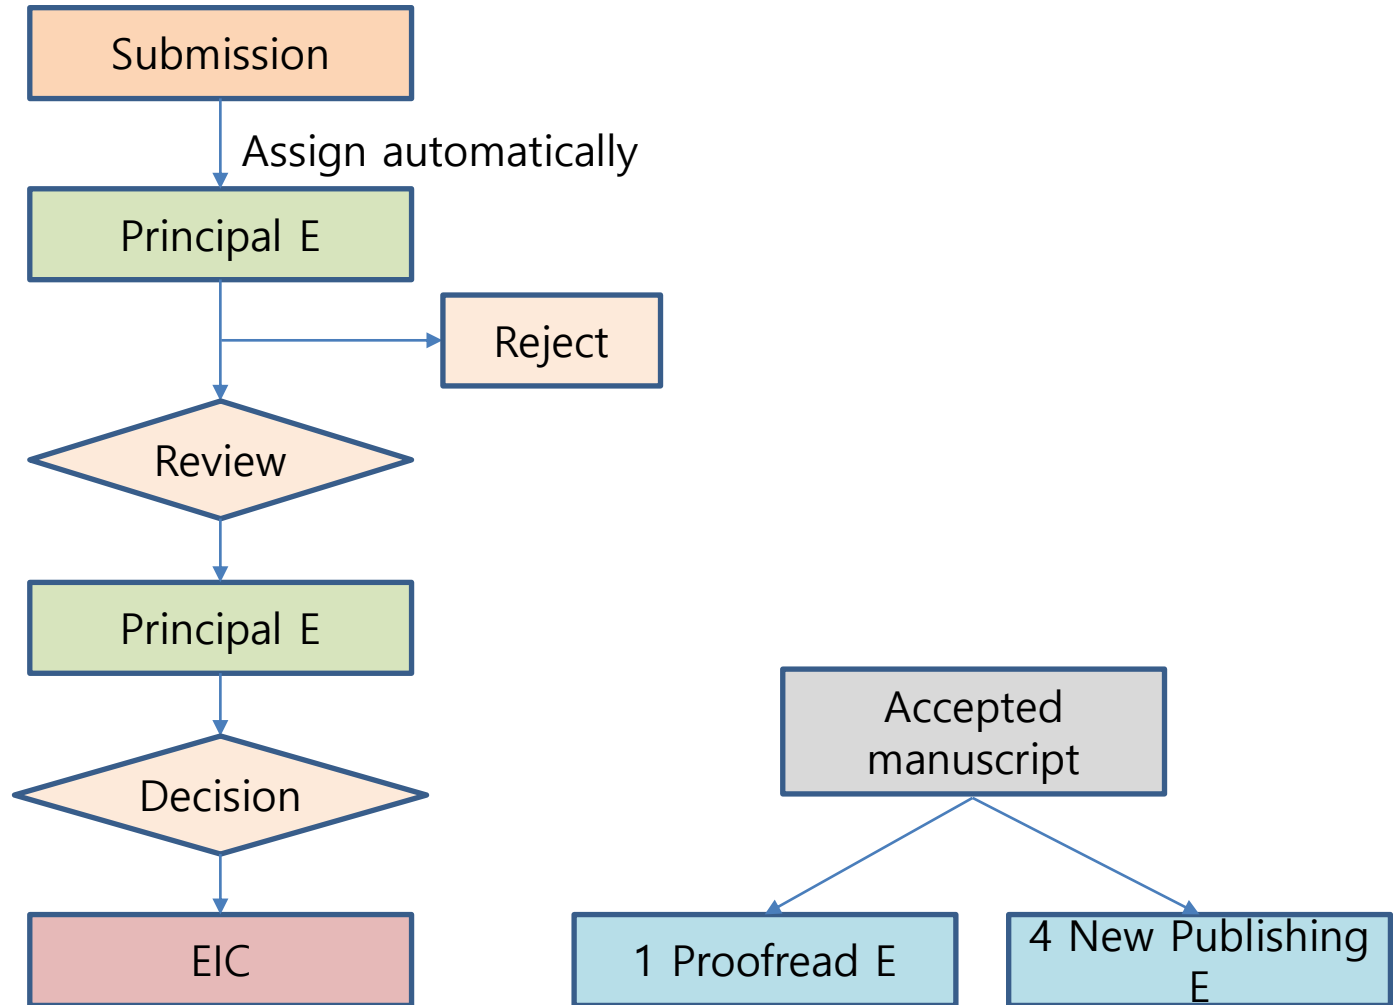 Submission
Assign automatically
Principal E
Reject
Review
Principal E
Decision
EIC
Accepted
manuscript
1 Proofread E
4 New Publishing
E